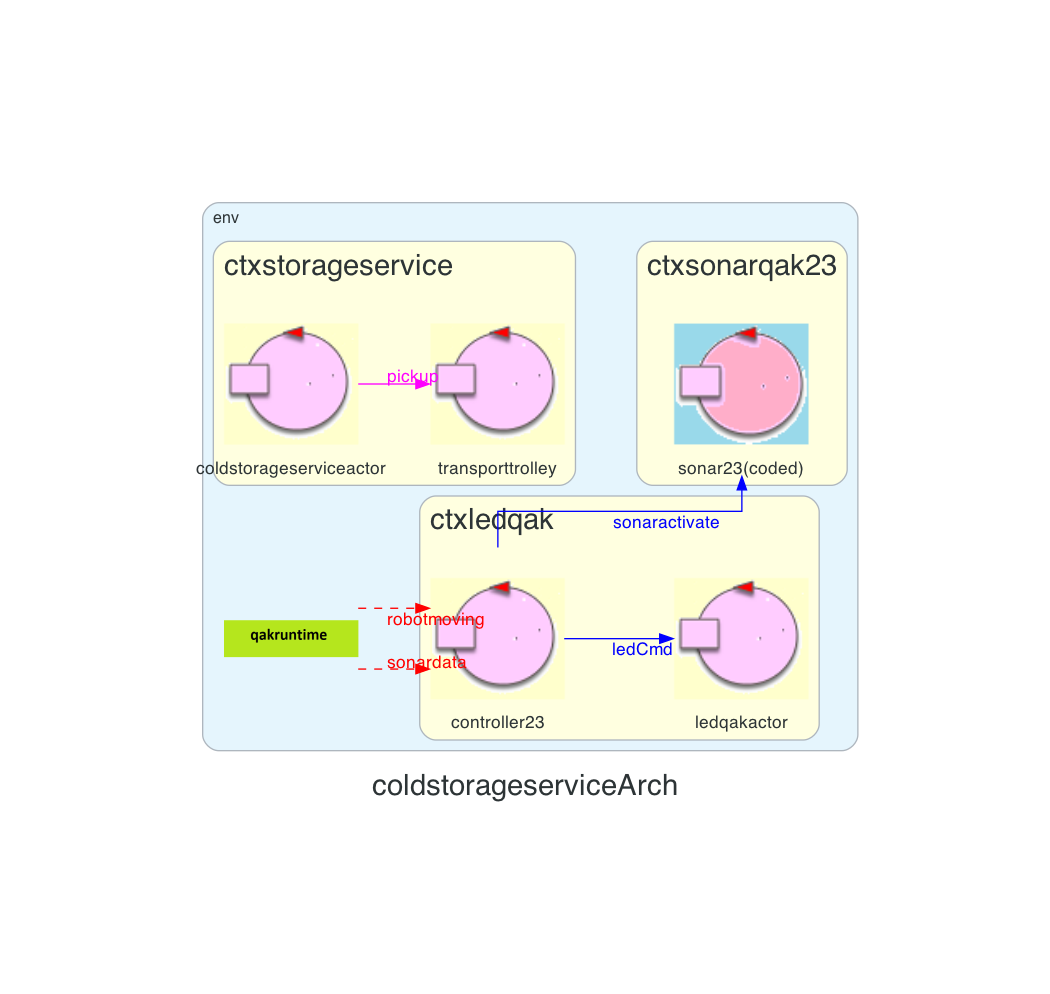 env
ctxstorageservice
ctxsonarqak23
pickup
coldstorageserviceactor
transporttrolley
sonar23(coded)
ctxledqak
sonaractivate
robotmoving
qakruntime
sonardata
ledCmd
controller23
ledqakactor
coldstorageserviceArch